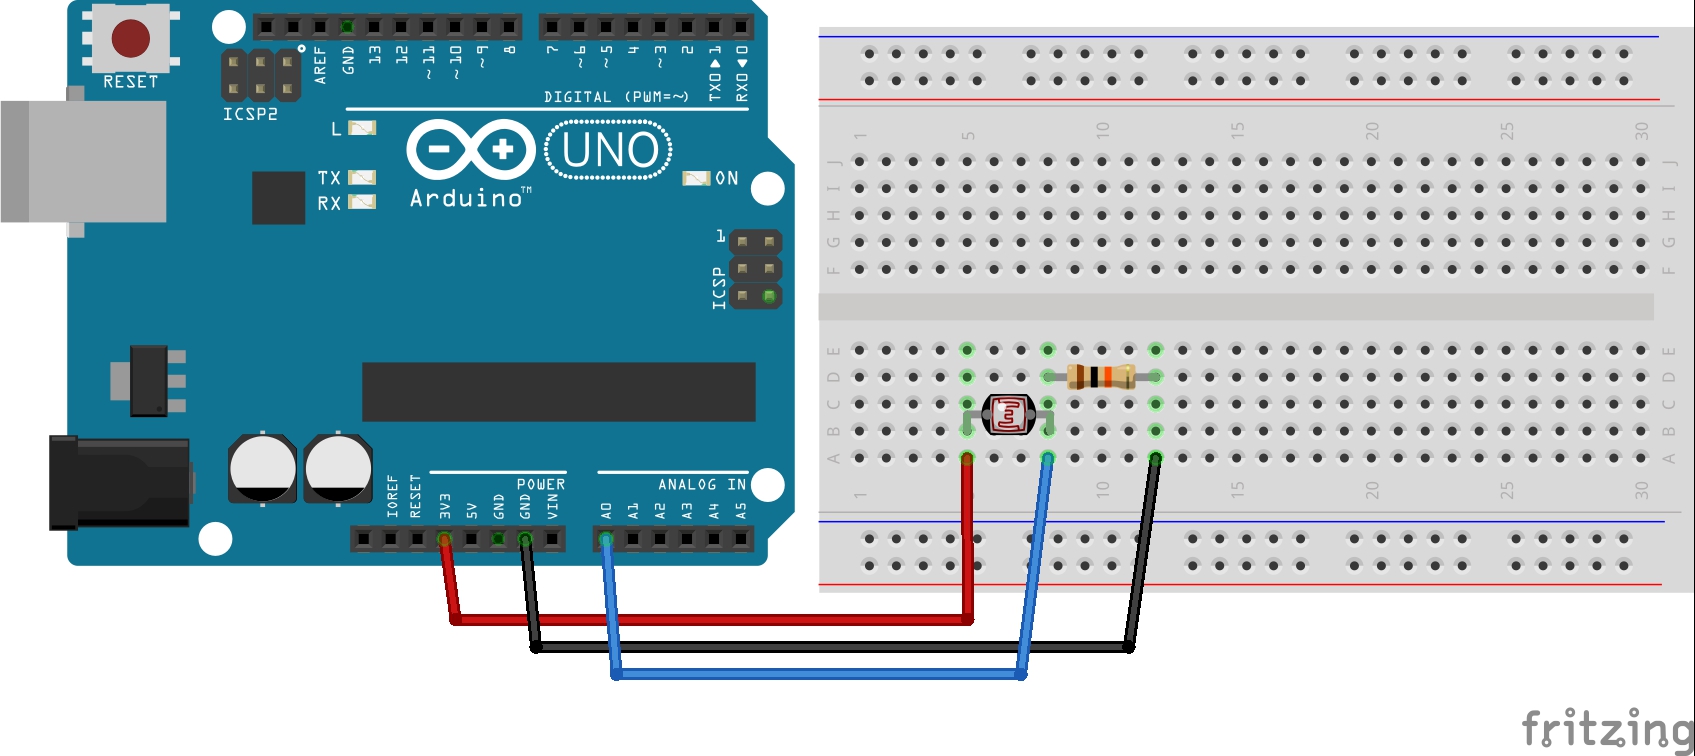 RESET
ICSP2
AREF
GND
13
12
~11
~10
~9
8
7
~6
~5
4
~3
2
TX0▶1
RX0◀0
DIGITAL (PWM=~)
L
TX
RX
Arduino™
UNO
ON
1
ICSP
IOREF
RESET
3V3
5V
GND
GND
VIN
POWER
ANALOG IN
A0
A1
A2
A3
A4
A5
1 5 10 15 20 25 30
J J
I I
H H
G G
F F
E E
D D
C C
B B
A A
1 10 15 20 25 30
fritzing